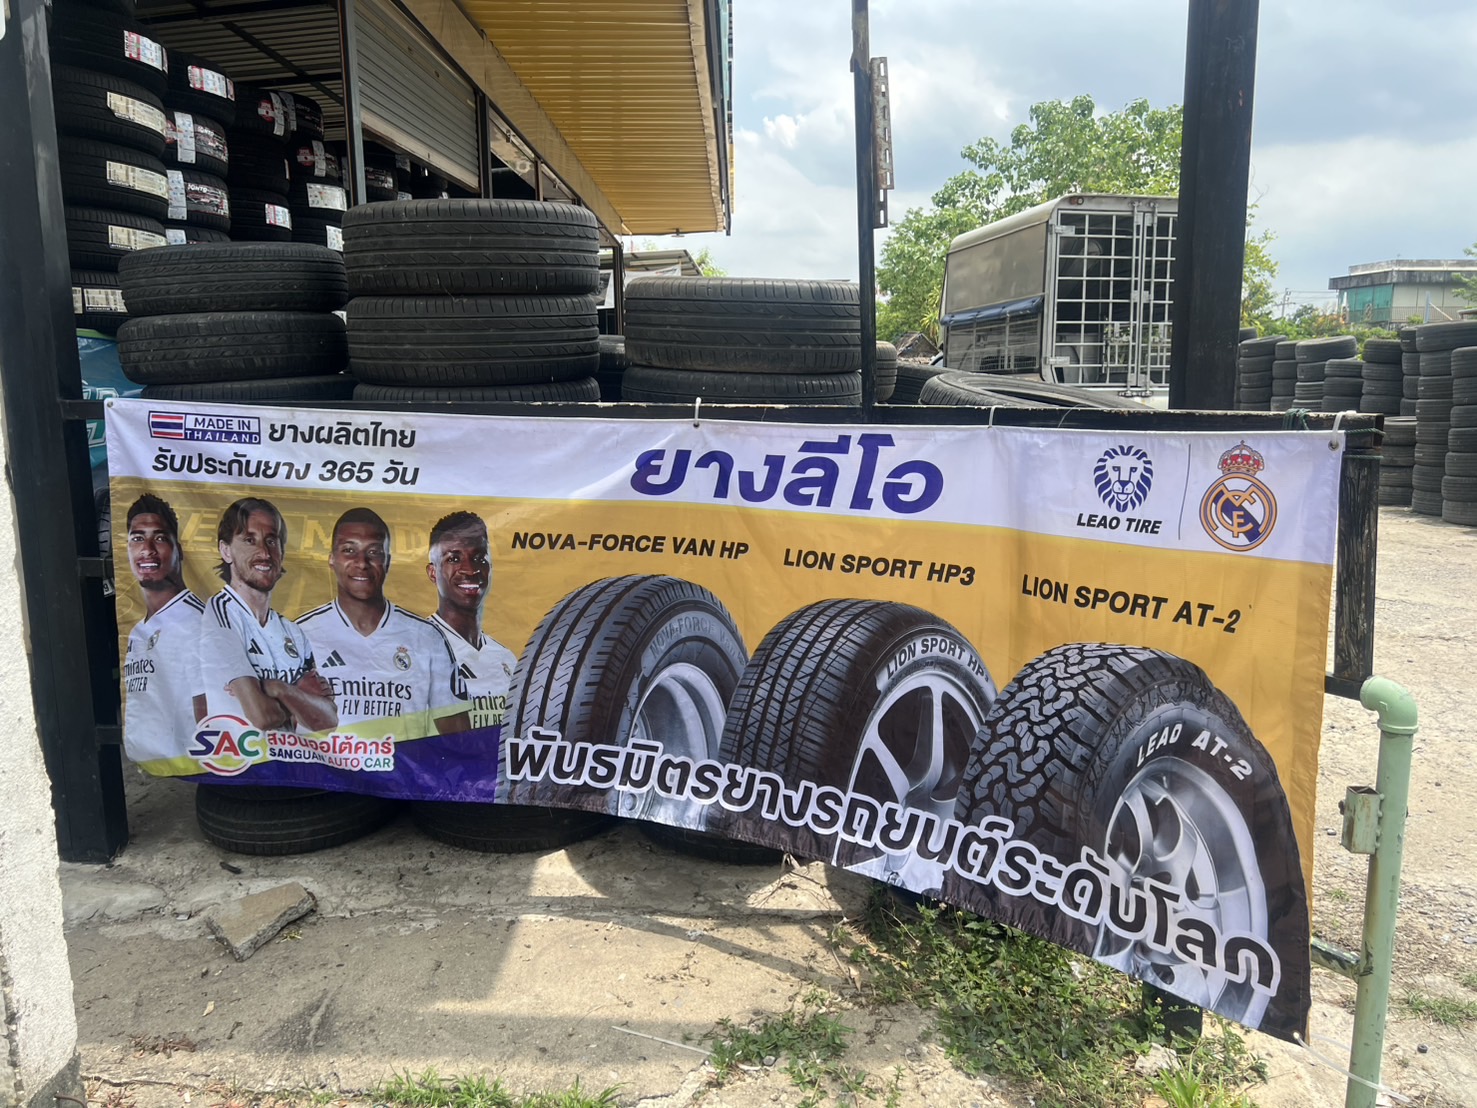 MADE IN
THAILAND
ยางผลิตไทย
รับประกันยาง 365 วัน
ยางลีโอ
LEAO TIRE
NOVA-FORCE VAN HP
LION SPORT HP3
LION SPORT AT-2
NOVA-FORCE V
LION SPORT HP
LEAO AT-2
Emirates
FLY BETTER
SAC สงวนออโต้คาร์
SANGUAN AUTO CAR
พันธมิตรยางรถยนต์ระดับโลก